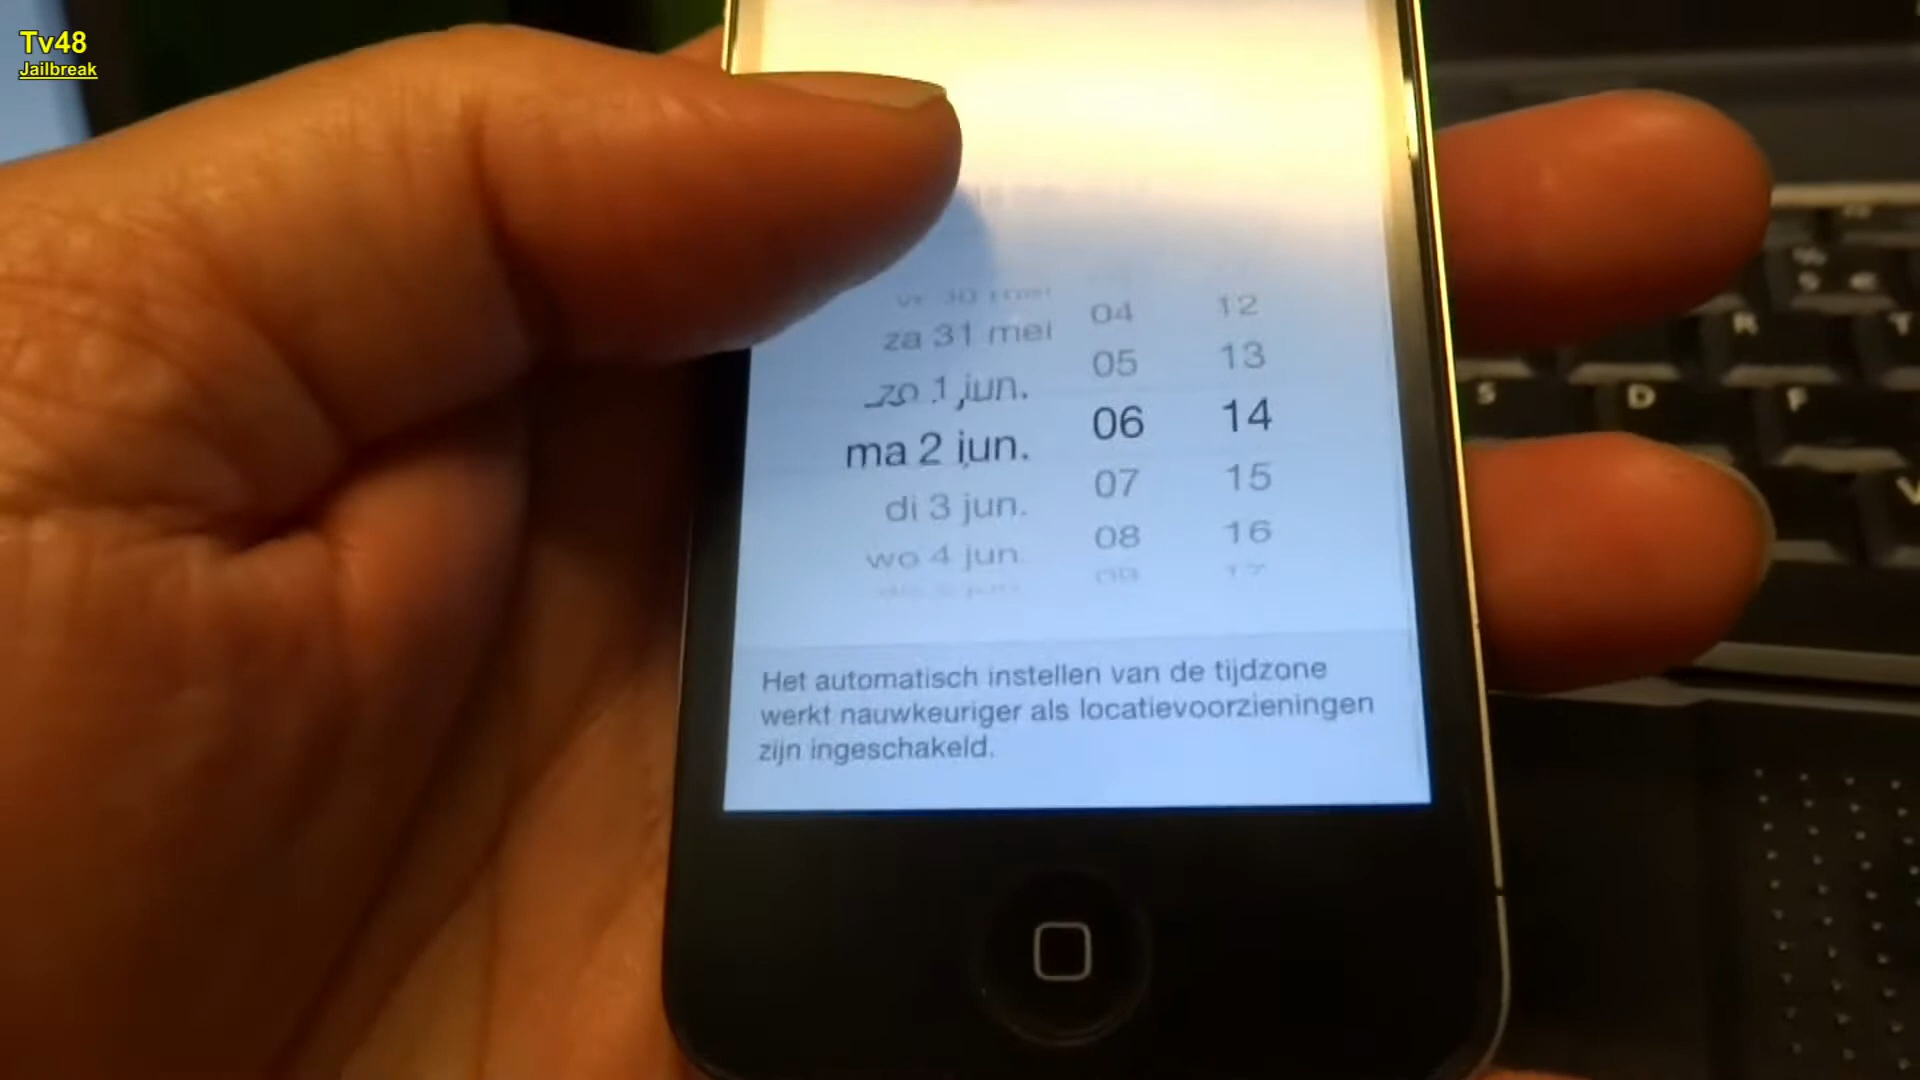 Tv48
Jailbreak
za 31 mei 04 12
zo 1 jun. 05 13
ma 2 jun. 06 14
di 3 jun. 07 15
wo 4 jun. 08 16
09 17
Het automatisch instellen van de tijdzone
werkt nauwkeuriger als locatievoorzieningen
zijn ingeschakeld.
R T
S D F
V